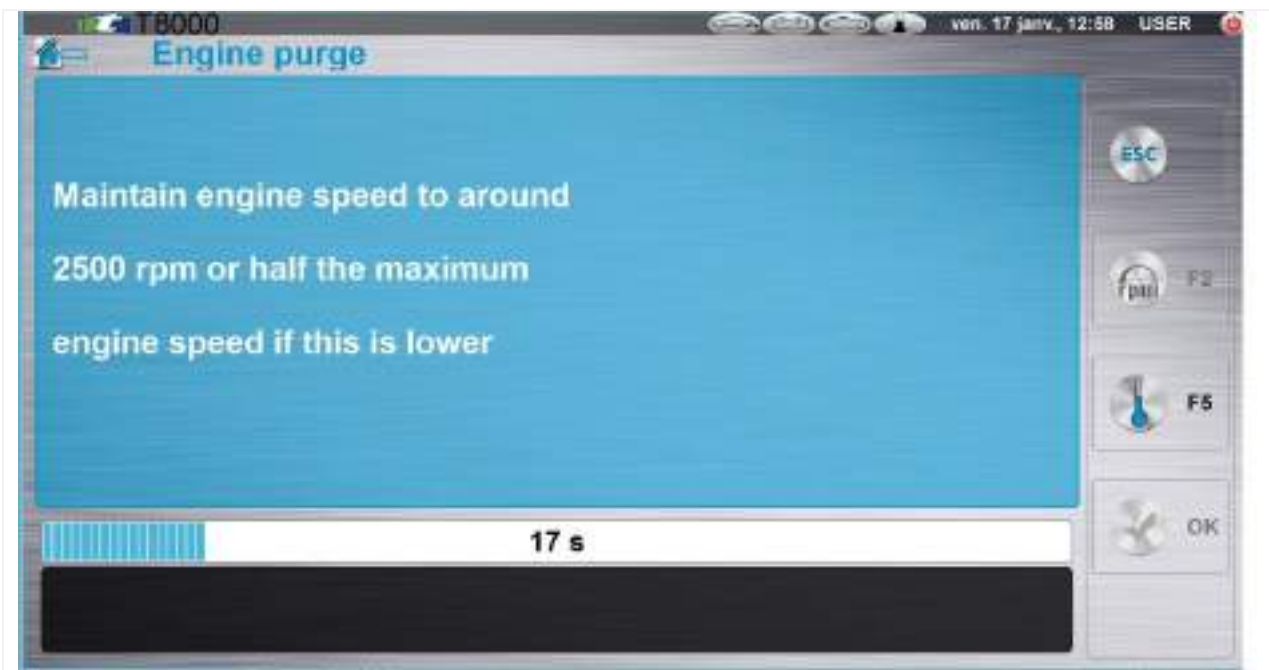 T8000
ven. 17 janv., 12:58 USER
Engine purge
ESC
Maintain engine speed to around
2500 rpm or half the maximum
engine speed if this is lower
rpm F2
F5
17 s
OK